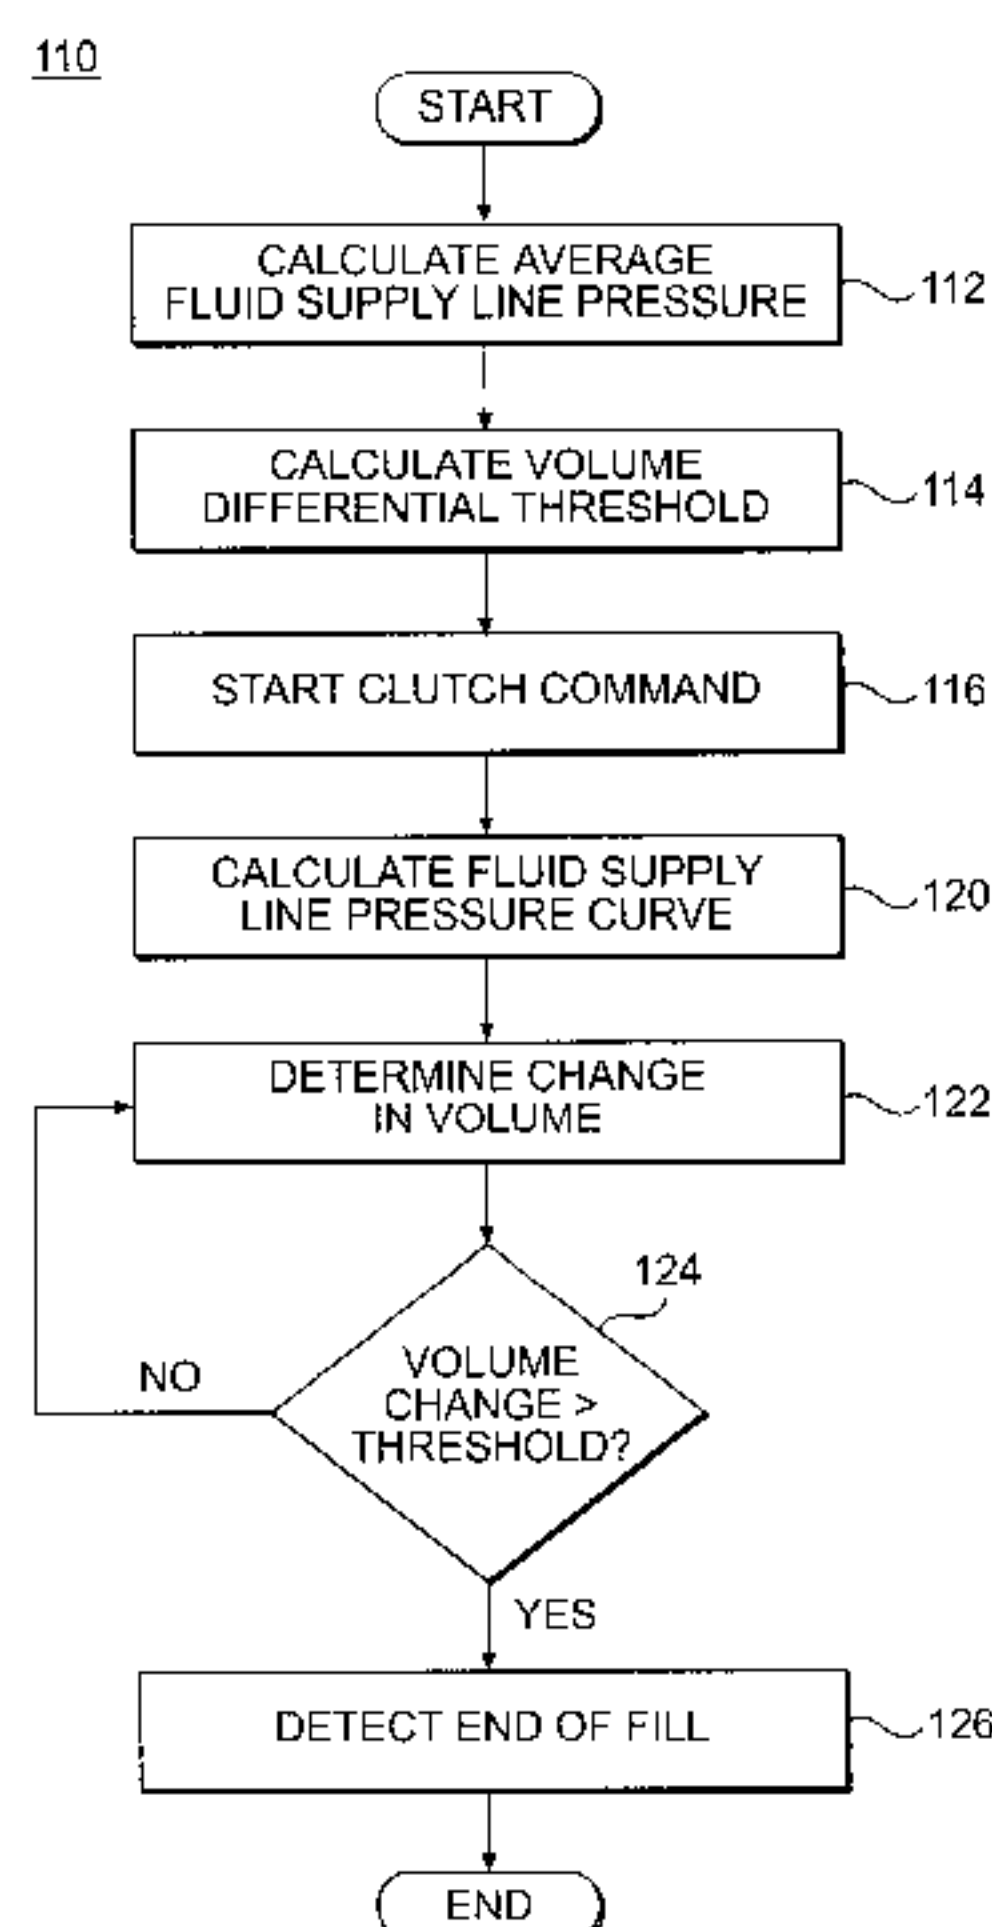 110
START
CALCULATE AVERAGE
FLUID SUPPLY LINE PRESSURE
112
CALCULATE VOLUME
DIFFERENTIAL THRESHOLD
114
START CLUTCH COMMAND
116
CALCULATE FLUID SUPPLY
LINE PRESSURE CURVE
120
DETERMINE CHANGE
IN VOLUME
122
124
VOLUME
CHANGE >
THRESHOLD?
NO
YES
DETECT END OF FILL
126
END